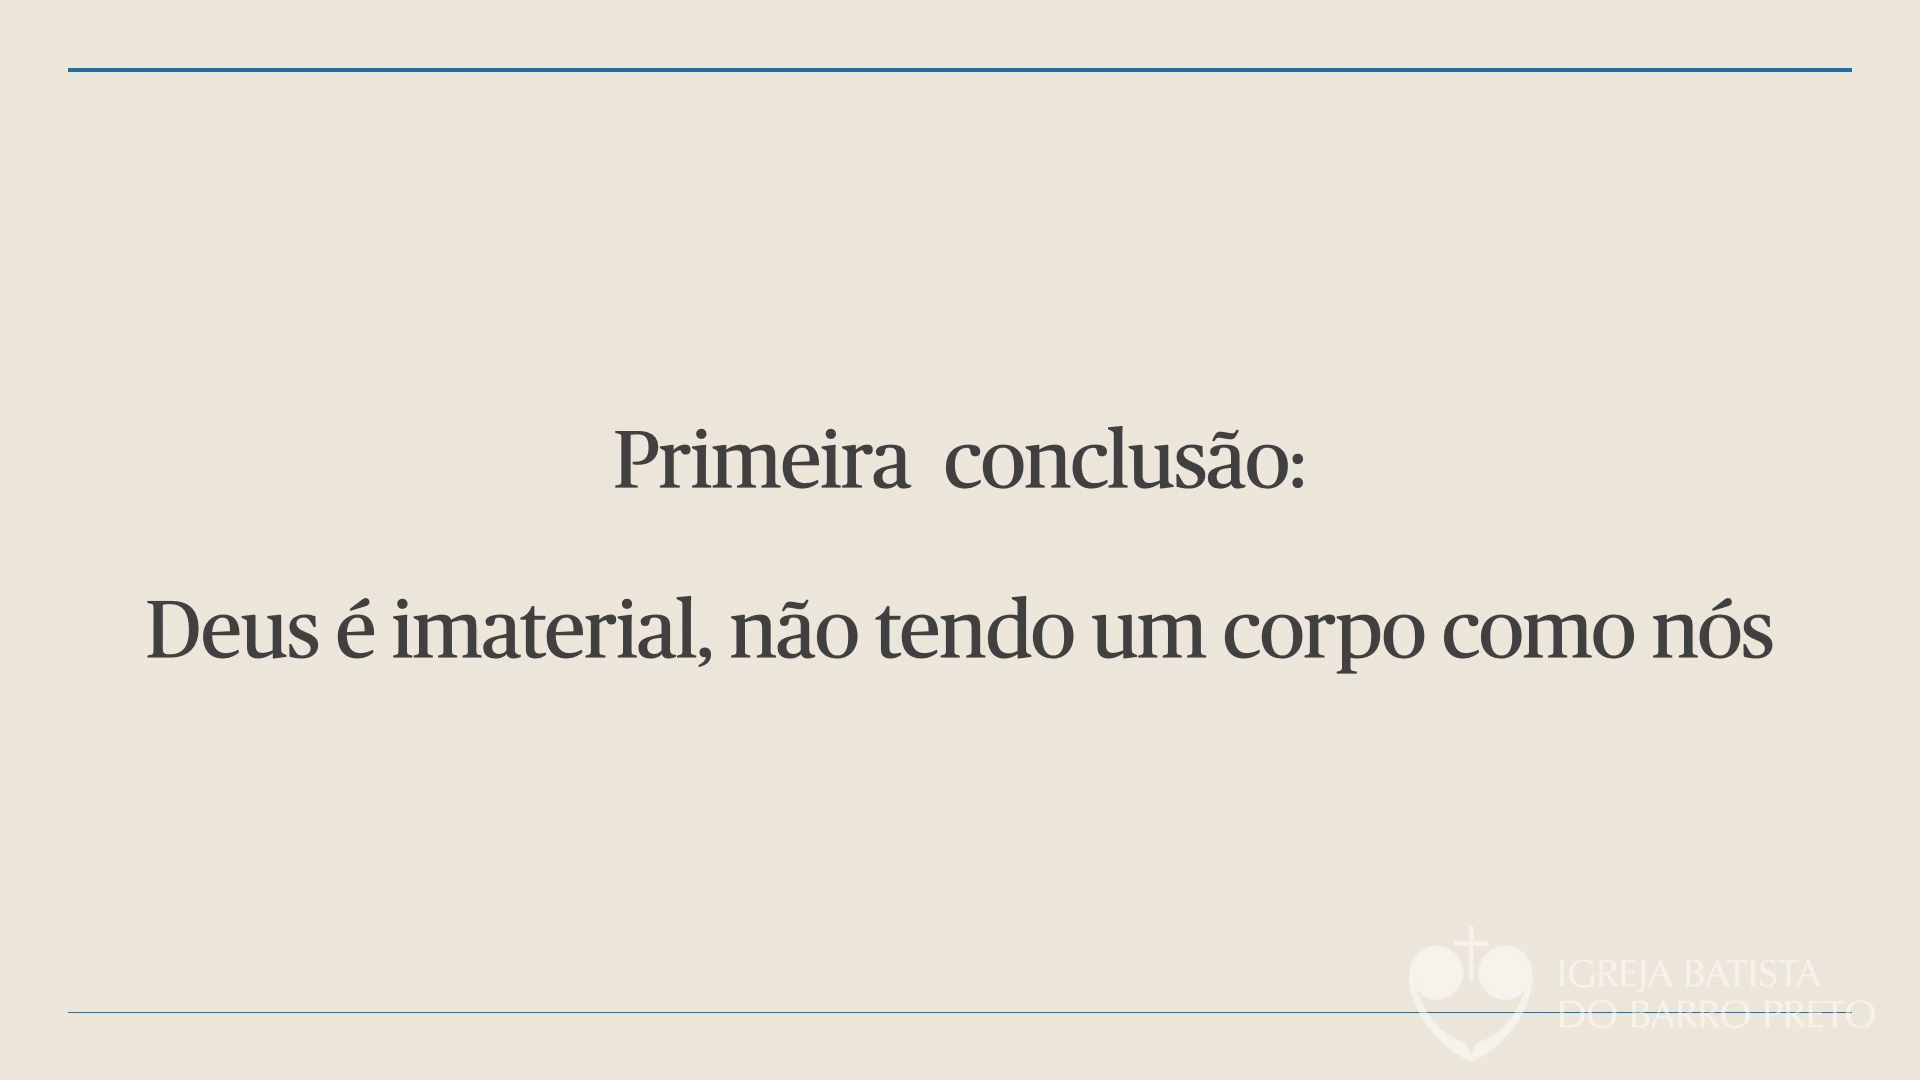 Primeira conclusão:
Deus é imaterial, não tendo um corpo como nós
IGREJA BATISTA
DO BARRO PRETO